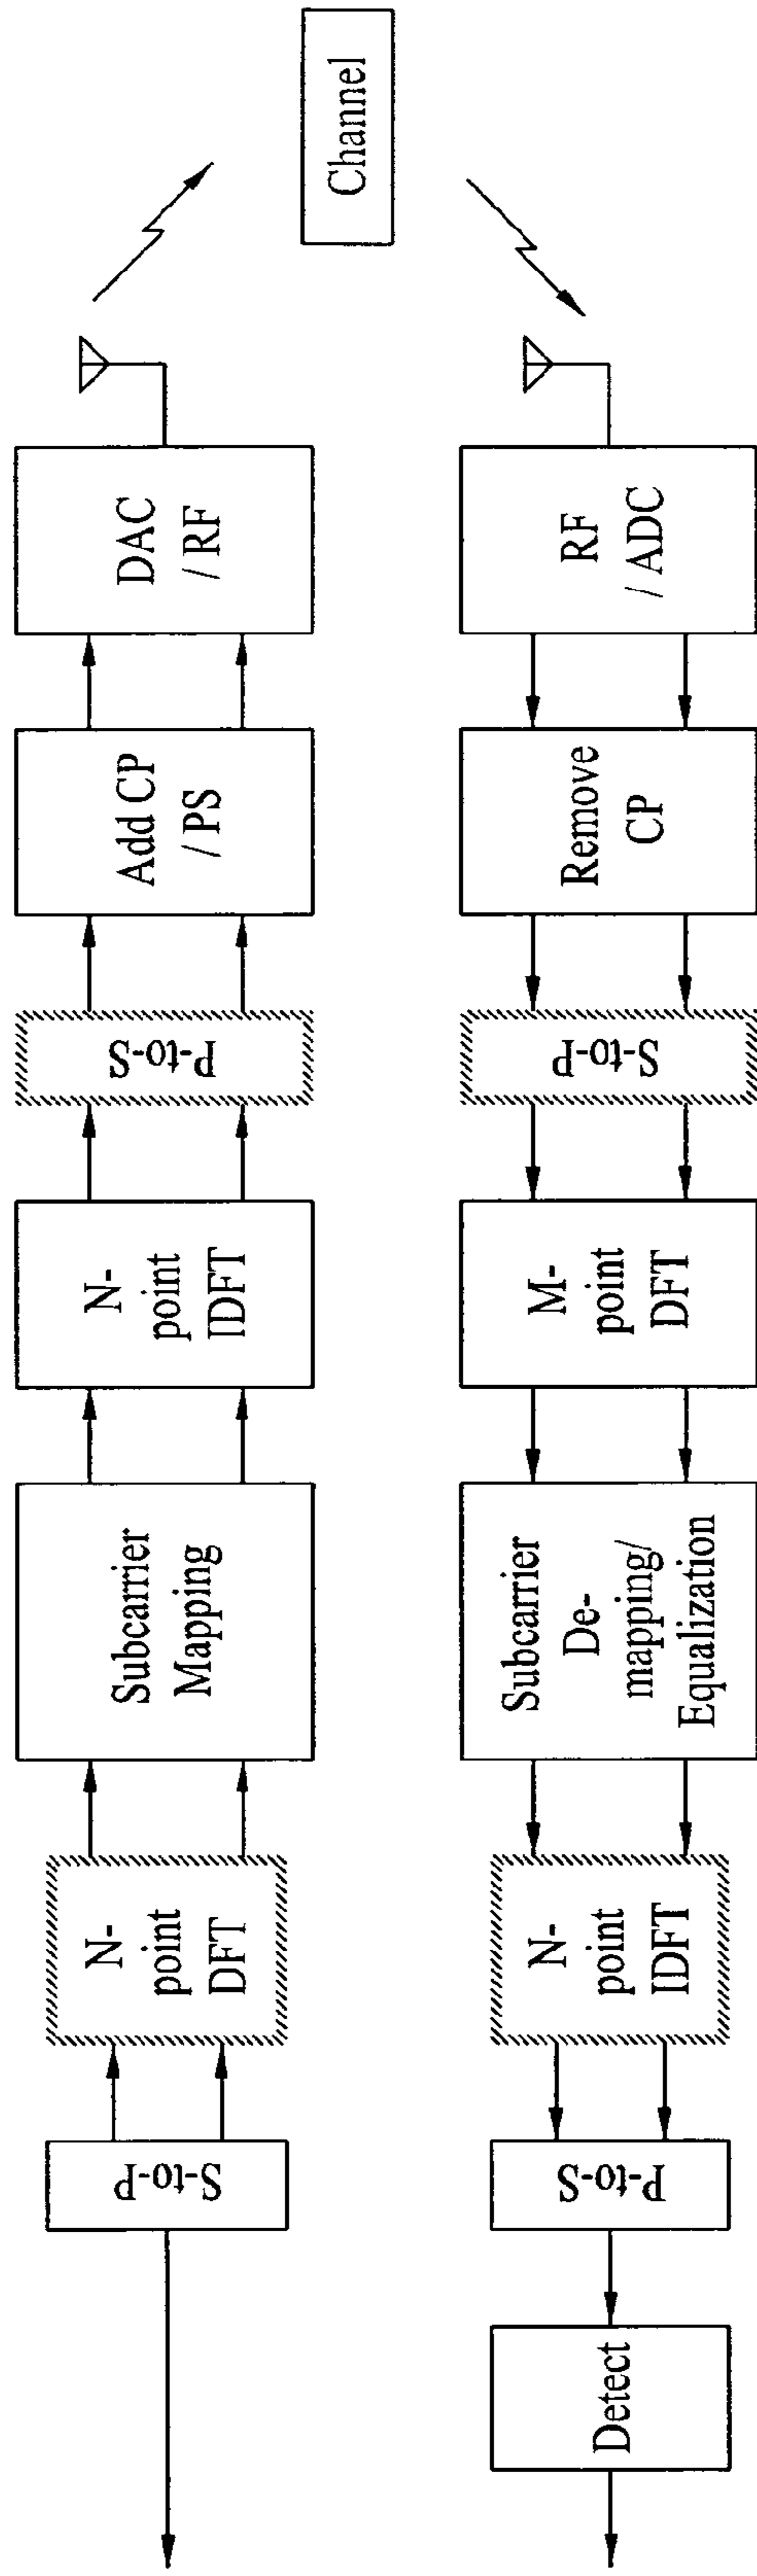 S-to-P
N-
point
DFT
Subcarrier
Mapping
N-
point
IDFT
P-to-S
Add CP
/ PS
DAC
/ RF
Channel
Detect
P-to-S
N-
point
IDFT
Subcarrier
De-
mapping/
Equalization
M-
point
DFT
S-to-P
Remove
CP
RF
/ ADC